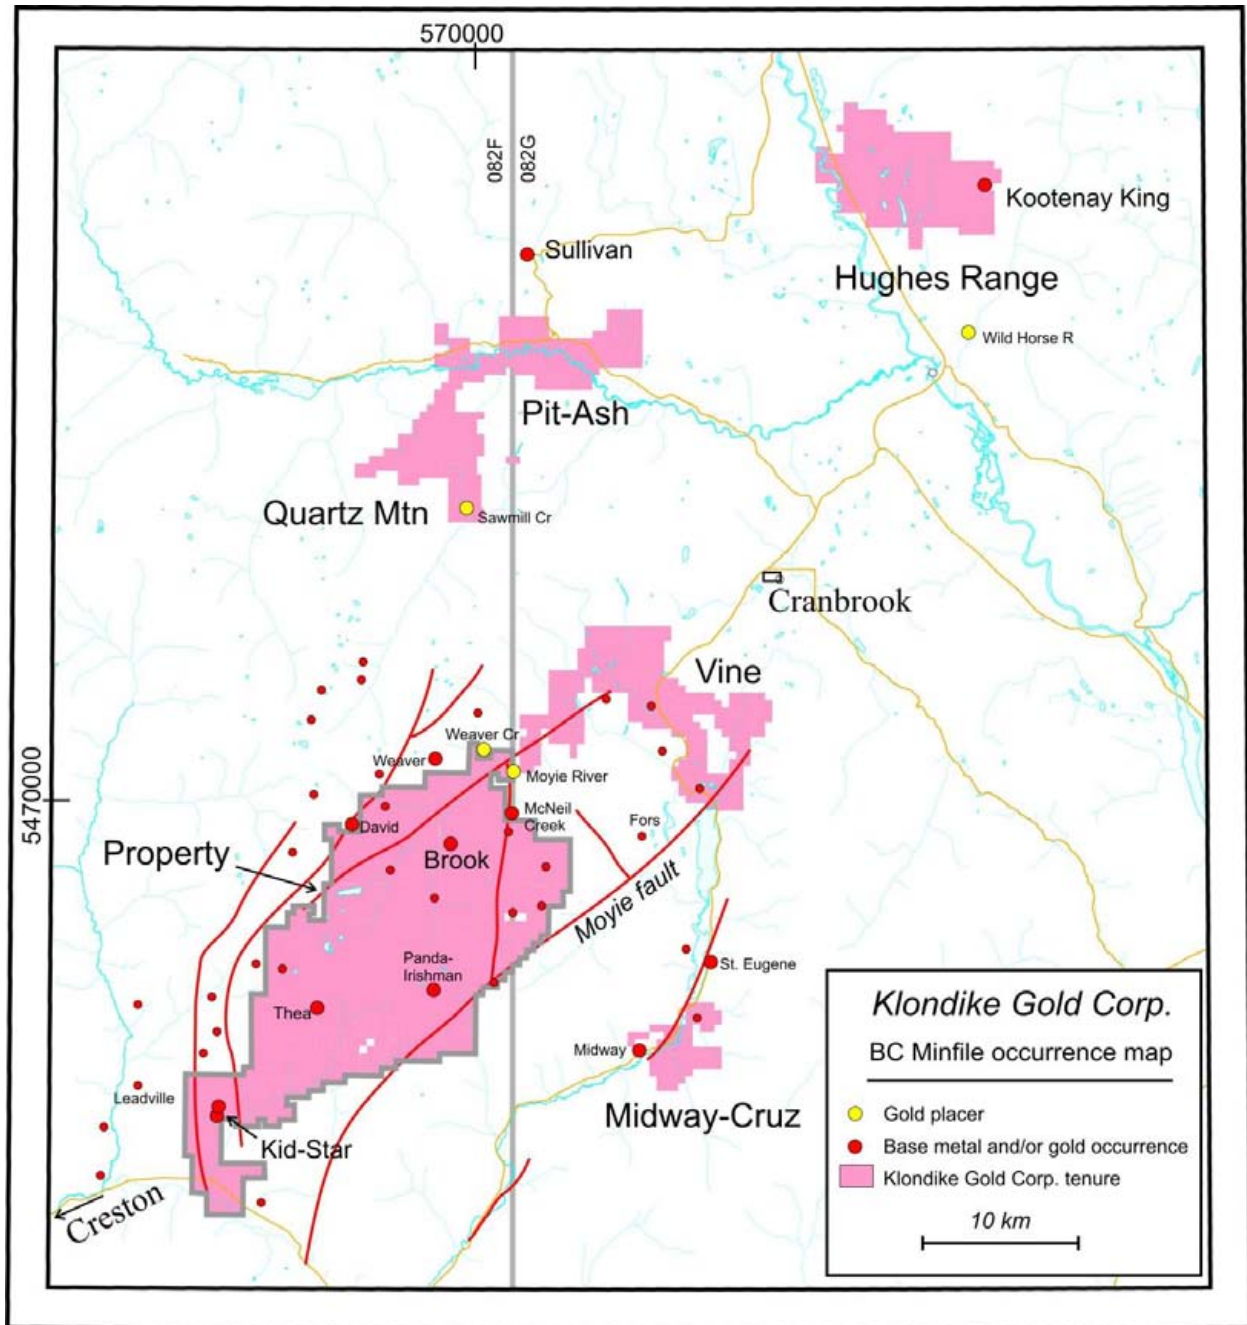 570000
082F
082G
Kootenay King
Sullivan
Hughes Range
Wild Horse R
Pit-Ash
Quartz Mtn
Sawmill Cr
Cranbrook
Vine
Weaver Cr
Weaver
Moyie River
5470000
McNeil
Creek
David
Fors
Property
Brook
Moyie fault
Panda-
Irishman
St. Eugene
Thea
Midway
Leadville
Midway-Cruz
Kid-Star
Creston
Klondike Gold Corp.
BC Minfile occurrence map
Gold placer
Base metal and/or gold occurrence
Klondike Gold Corp. tenure
10 km